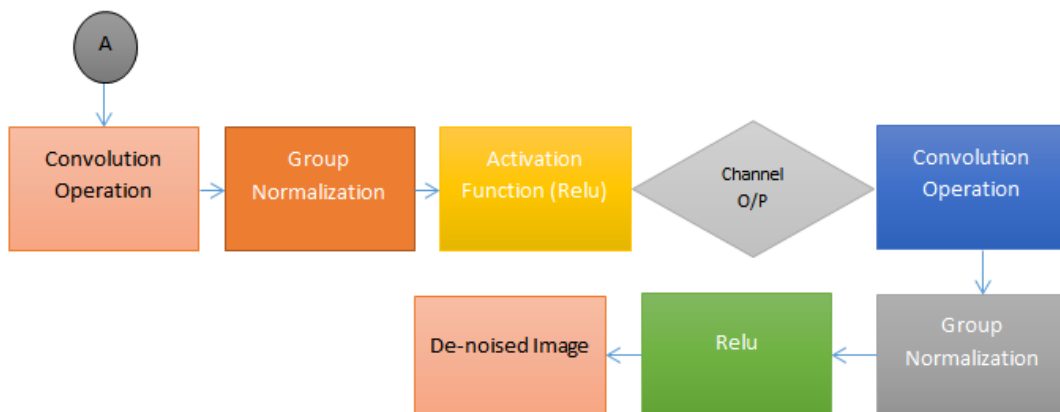 A
Convolution
Operation
Group
Normalization
Activation
Function (Relu)
Channel
O/P
Convolution
Operation
Group
Normalization
Relu
De-noised Image